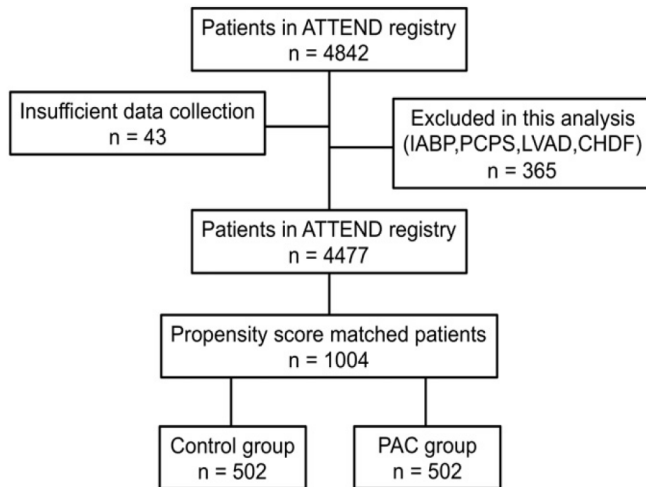 Patients in ATTEND registry
n = 4842
Insufficient data collection
n = 43
Excluded in this analysis
(IABP,PCPS,LVAD,CHDF)
n = 365
Patients in ATTEND registry
n = 4477
Propensity score matched patients
n = 1004
Control group
n = 502
PAC group
n = 502